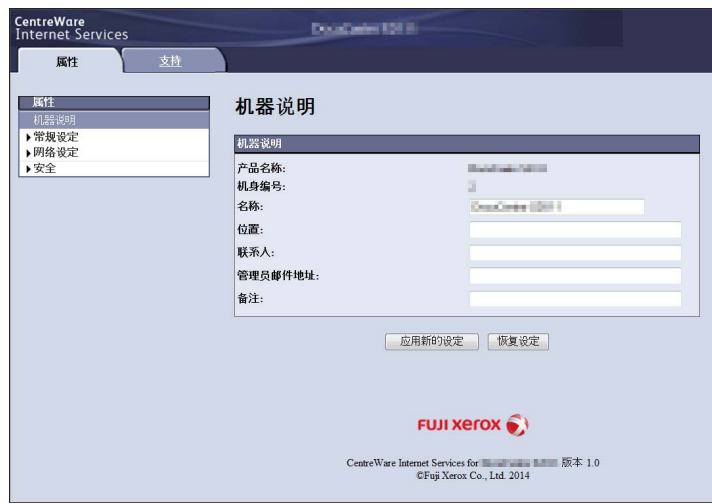 CentreWare
Internet Services
属性
支持
属性
机器说明
常规设定
网络设定
安全
机器说明
机器说明
产品名称:
机身编号:
名称:
位置:
联系人:
管理员邮件地址:
备注:
应用新的设定
恢复设定
FUJI xerox
CentreWare Internet Services for 版本 1.0
©Fuji Xerox Co., Ltd. 2014